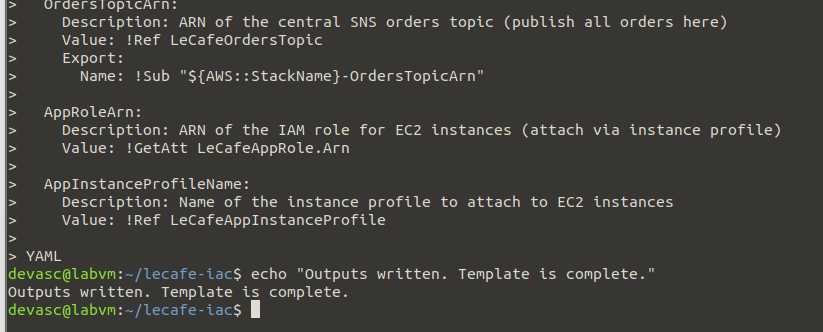 >   OrdersTopicArn:
>     Description: ARN of the central SNS orders topic (publish all orders here)
>     Value: !Ref LeCafeOrdersTopic
>     Export:
>       Name: !Sub "${AWS::StackName}-OrdersTopicArn"
>
>   AppRoleArn:
>     Description: ARN of the IAM role for EC2 instances (attach via instance profile)
>     Value: !GetAtt LeCafeAppRole.Arn
>
>   AppInstanceProfileName:
>     Description: Name of the instance profile to attach to EC2 instances
>     Value: !Ref LeCafeAppInstanceProfile
>
> YAML
devasc@labvm:~/lecafe-iac$ echo "Outputs written. Template is complete."
Outputs written. Template is complete.
devasc@labvm:~/lecafe-iac$